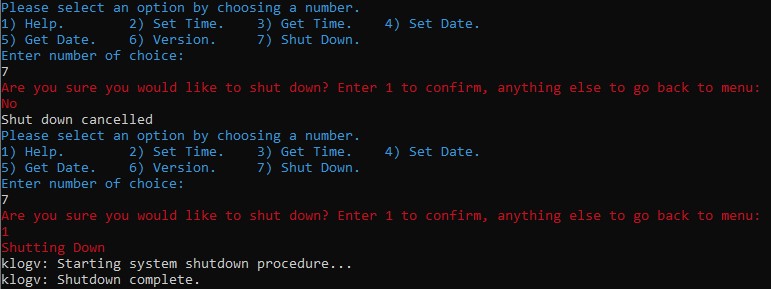 Please select an option by choosing a number.
1) Help.        2) Set Time.    3) Get Time.    4) Set Date.
5) Get Date.    6) Version.     7) Shut Down.
Enter number of choice:
7
Are you sure you would like to shut down? Enter 1 to confirm, anything else to go back to menu:
No
Shut down cancelled
Please select an option by choosing a number.
1) Help.        2) Set Time.    3) Get Time.    4) Set Date.
5) Get Date.    6) Version.     7) Shut Down.
Enter number of choice:
7
Are you sure you would like to shut down? Enter 1 to confirm, anything else to go back to menu:
1
Shutting Down
klogv: Starting system shutdown procedure...
klogv: Shutdown complete.